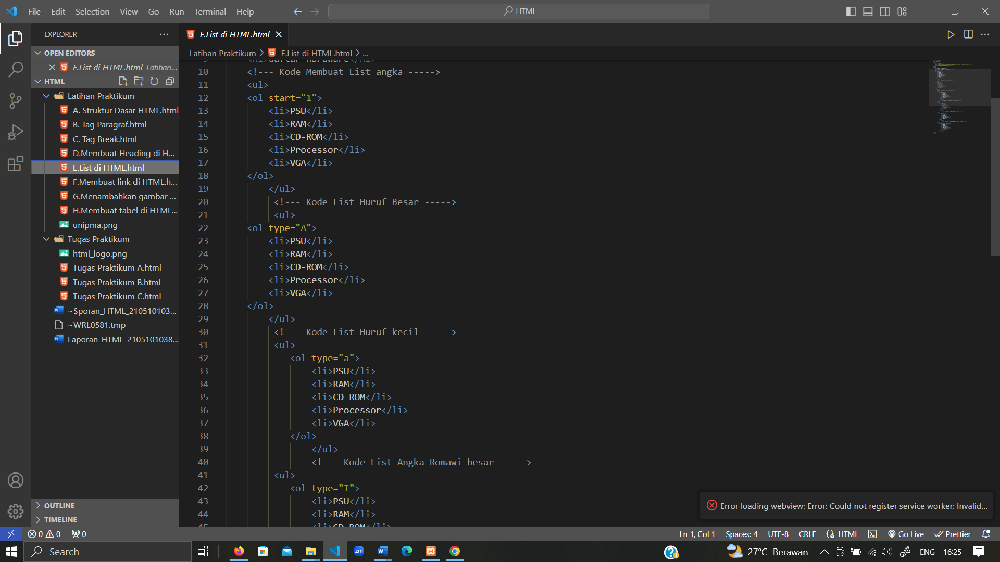 File Edit Selection View Go Run Terminal Help
HTML
EXPLORER
E.List di HTML.html
OPEN EDITORS
E.List di HTML.html Latihan...
HTML
Latihan Praktikum
A. Struktur Dasar HTML.html
B. Tag Paragraf.html
C. Tag Break.html
D.Membuat Heading di H...
E.List di HTML.html
F.Membuat link di HTML.h...
G.Menambahkan gambar ...
H.Membuat tabel di HTML...
unipma.png
Tugas Praktikum
html_logo.png
Tugas Praktikum A.html
Tugas Praktikum B.html
Tugas Praktikum C.html
~$poran_HTML_210510103...
~WRL0581.tmp
Laporan_HTML_2105101038...
OUTLINE
TIMELINE
Latihan Praktikum > E.List di HTML.html > ...
10 <!--- Kode Membuat List angka ----->
11 <ul>
12 <ol start="1">
13 <li>PSU</li>
14 <li>RAM</li>
15 <li>CD-ROM</li>
16 <li>Processor</li>
17 <li>VGA</li>
18 </ol>
19 </ul>
20 <!--- Kode List Huruf Besar ----->
21 <ul>
22 <ol type="A">
23 <li>PSU</li>
24 <li>RAM</li>
25 <li>CD-ROM</li>
26 <li>Processor</li>
27 <li>VGA</li>
28 </ol>
29 </ul>
30 <!--- Kode List Huruf kecil ----->
31 <ul>
32 <ol type="a">
33 <li>PSU</li>
34 <li>RAM</li>
35 <li>CD-ROM</li>
36 <li>Processor</li>
37 <li>VGA</li>
38 </ol>
39 </ul>
40 <!--- Kode List Angka Romawi besar ----->
41 <ul>
42 <ol type="I">
43 <li>PSU</li>
44 <li>RAM</li>
45 <li>CD-ROM</li>
Error loading webview: Error: Could not register service worker: Invalid...
0 0 0
Ln 1, Col 1 Spaces: 4 UTF-8 CRLF HTML Go Live Prettier
Search
27°C Berawan
ENG 16:25